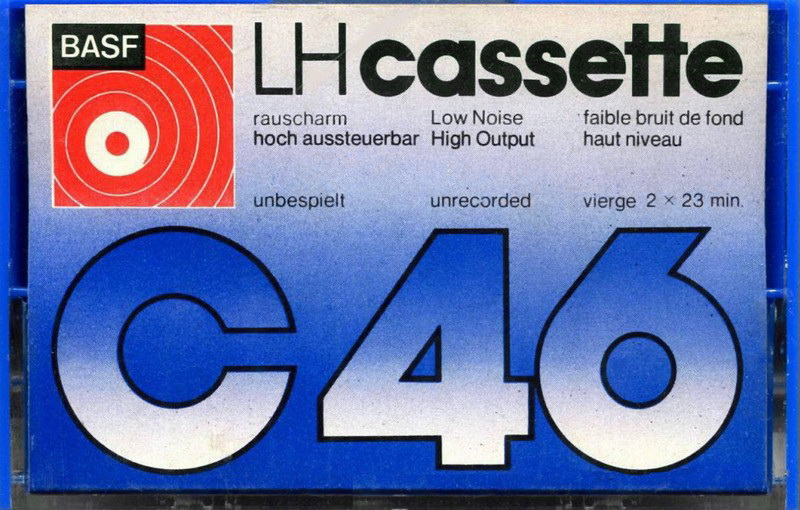 BASF
LH cassette
rauscharm Low Noise faible bruit de fond
hoch aussteuerbar High Output haut niveau
unbespielt unrecorded vierge 2 × 23 min.
C46